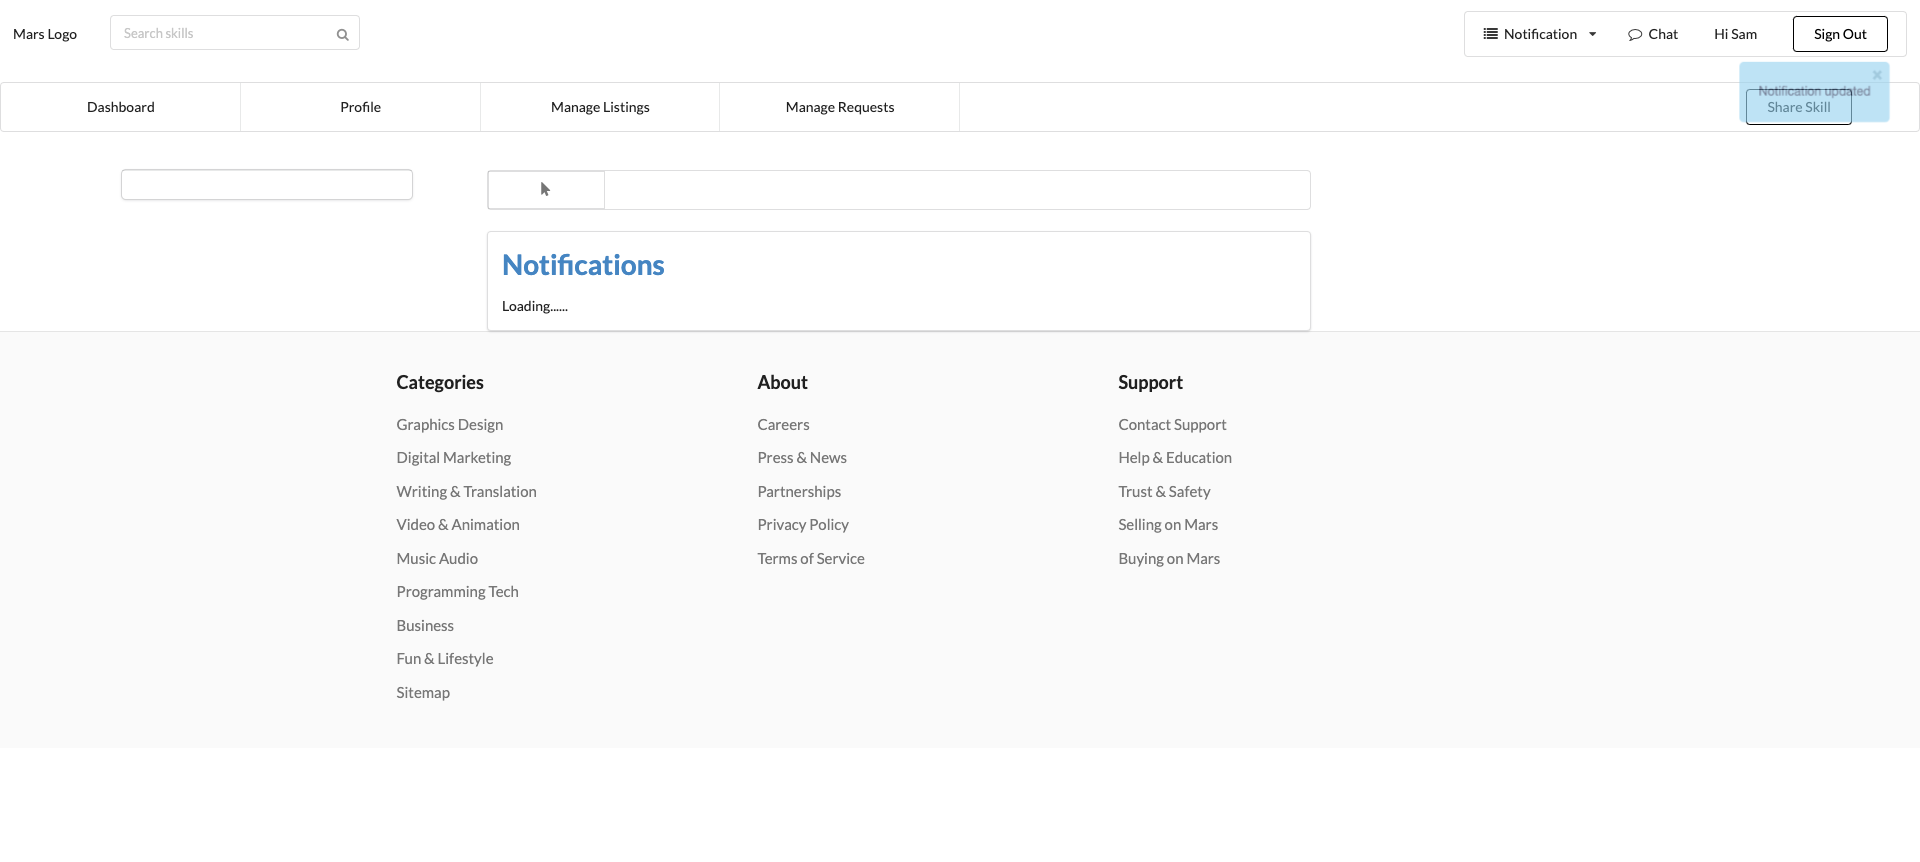 Mars Logo
Search skills
Notification
Chat
Hi Sam
Sign Out
Dashboard
Profile
Manage Listings
Manage Requests
Notification updated
Share Skill
Notifications
Loading......
Categories
Graphics Design
Digital Marketing
Writing & Translation
Video & Animation
Music Audio
Programming Tech
Business
Fun & Lifestyle
Sitemap
About
Careers
Press & News
Partnerships
Privacy Policy
Terms of Service
Support
Contact Support
Help & Education
Trust & Safety
Selling on Mars
Buying on Mars